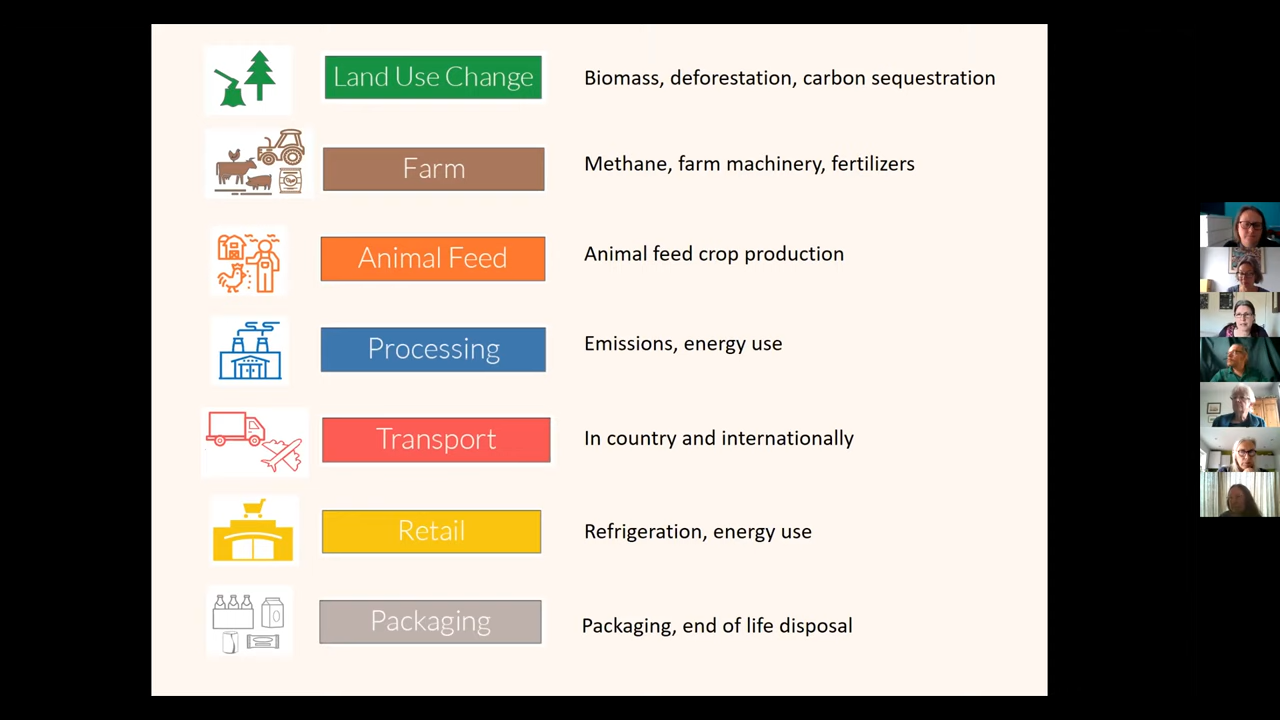 Land Use Change
Biomass, deforestation, carbon sequestration
Farm
Methane, farm machinery, fertilizers
Animal Feed
Animal feed crop production
Processing
Emissions, energy use
Transport
In country and internationally
Retail
Refrigeration, energy use
Packaging
Packaging, end of life disposal